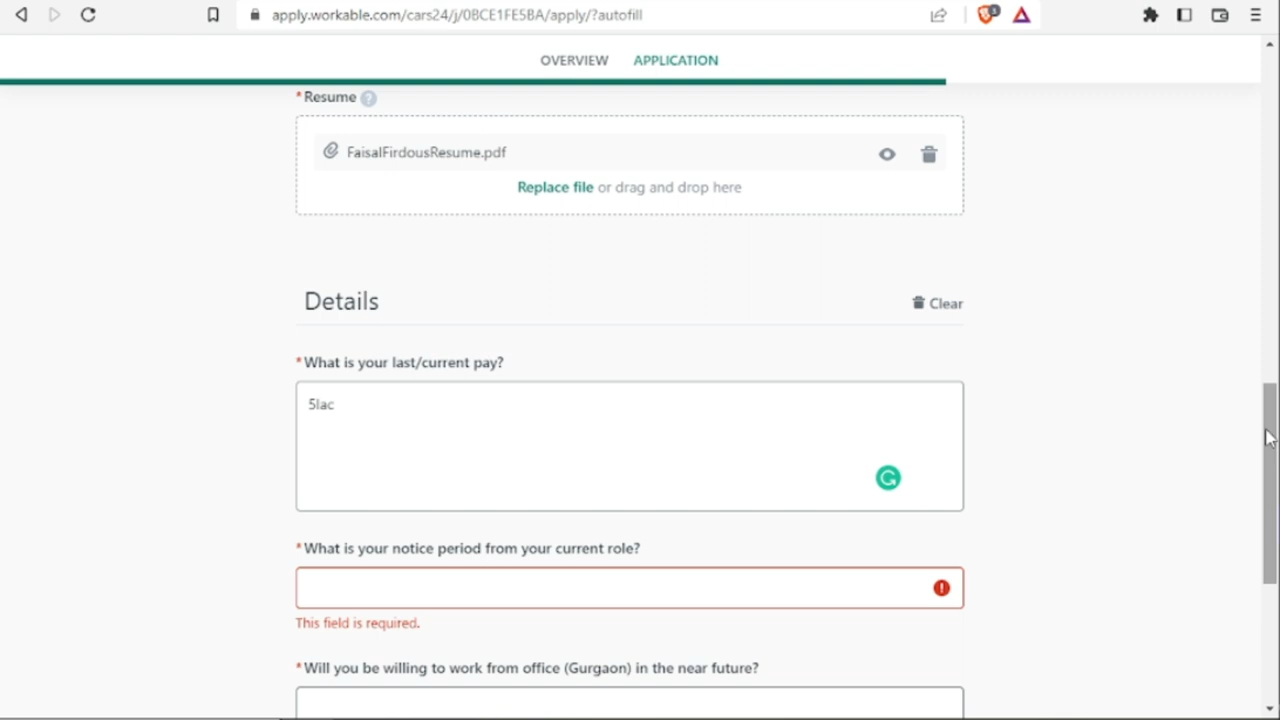 apply.workable.com/cars24/j/0BCE1FE5BA/apply/?autofill
OVERVIEW APPLICATION
* Resume ?
FaisalFirdousResume.pdf
Replace file or drag and drop here
Details
Clear
* What is your last/current pay?
5lac
* What is your notice period from your current role?
This field is required.
* Will you be willing to work from office (Gurgaon) in the near future?